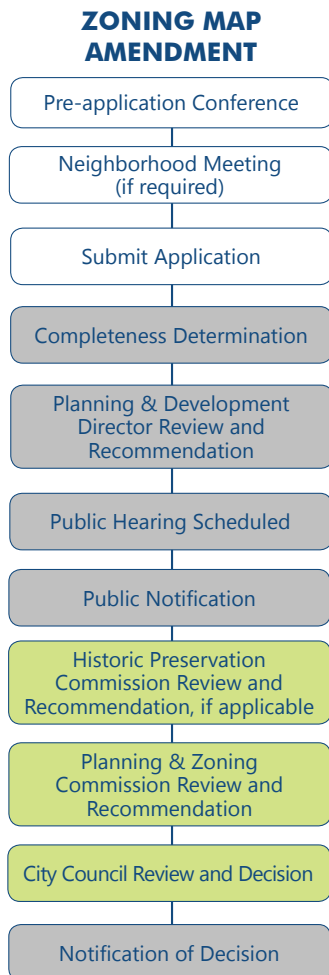 ZONING MAP
AMENDMENT
Pre-application Conference
Neighborhood Meeting
(if required)
Submit Application
Completeness Determination
Planning & Development
Director Review and
Recommendation
Public Hearing Scheduled
Public Notification
Historic Preservation
Commission Review and
Recommendation, if applicable
Planning & Zoning
Commission Review and
Recommendation
City Council Review and Decision
Notification of Decision